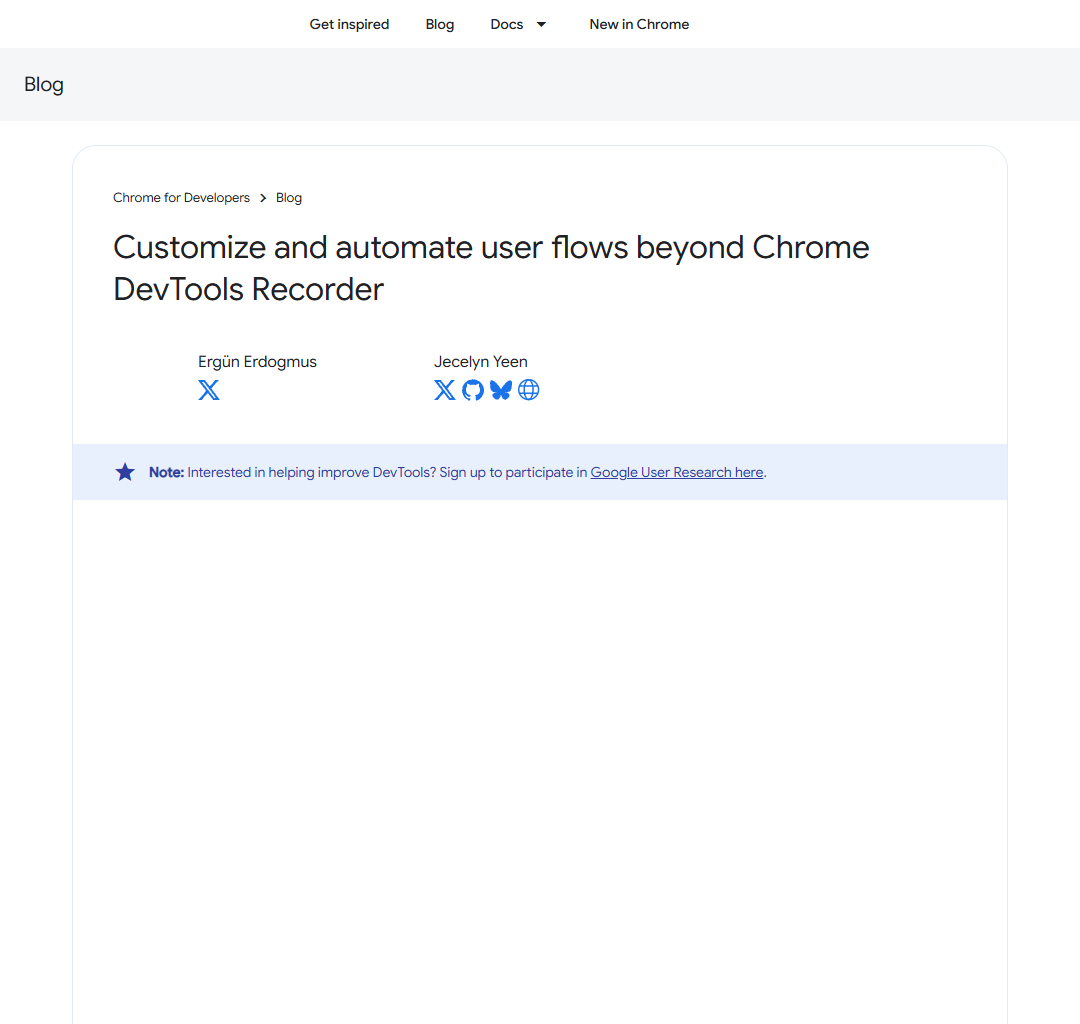 Get inspired Blog Docs New in Chrome
Blog
Chrome for Developers Blog
Customize and automate user flows beyond Chrome
DevTools Recorder
Ergün Erdogmus Jecelyn Yeen
Note: Interested in helping improve DevTools? Sign up to participate in Google User Research here.